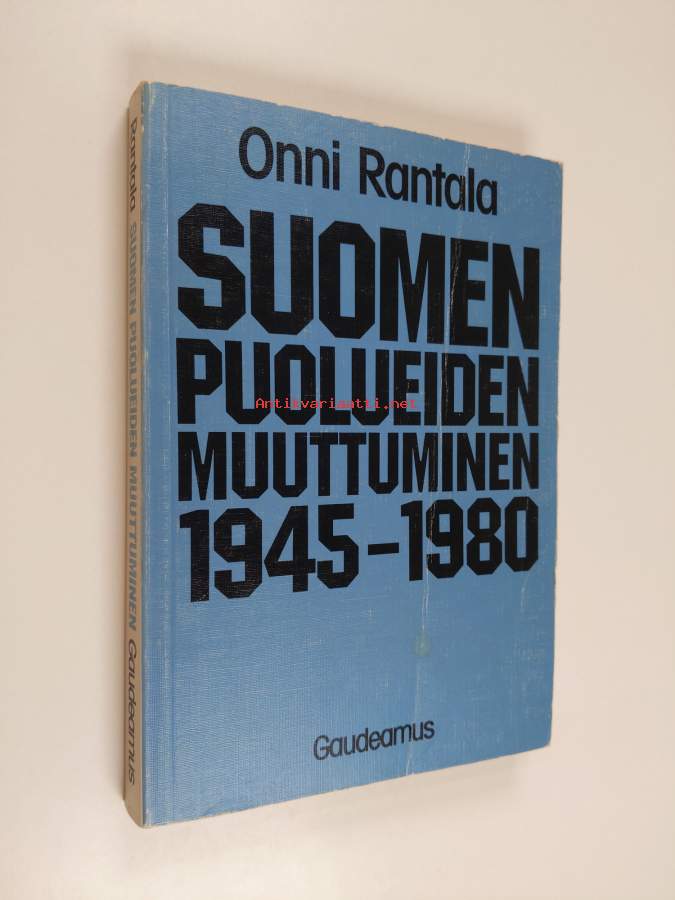 Onni Rantala
SUOMEN
PUOLUEIDEN
Antikvariaatti.net
MUUTTUMINEN
1945-1980
Gaudeamus
Rantala SUOMEN PUOLUEIDEN MUUTTUMINEN Gaudeamus